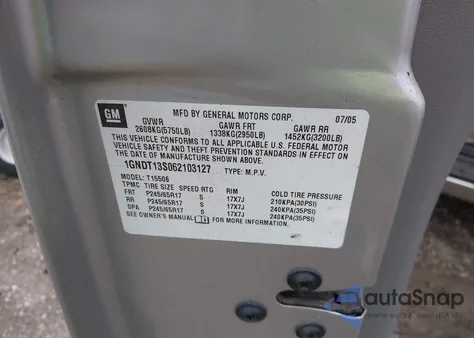 GM
MFD BY GENERAL MOTORS CORP. 07/05
GVWR GAWR FRT GAWR RR
2608KG(5750LB) 1338KG(2950LB) 1452KG(3200LB)
THIS VEHICLE CONFORMS TO ALL APPLICABLE U.S. FEDERAL MOTOR
VEHICLE SAFETY, BUMPER, AND THEFT PREVENTION STANDARDS IN EFFECT ON
THE DATE OF MANUFACTURE SHOWN ABOVE.
1GNDT13S062103127 TYPE: M.P.V.
MODEL: T15506
TPMC TIRE SIZE SPEED RTG RIM COLD TIRE PRESSURE
FRT P245/65R17 S 17X7J 210KPA(30PSI)
RR P245/65R17 S 17X7J 240KPA(35PSI)
SPA P245/65R17 S 17X7J 240KPA(35PSI)
SEE OWNER'S MANUAL FOR MORE INFORMATION.
autoSnap